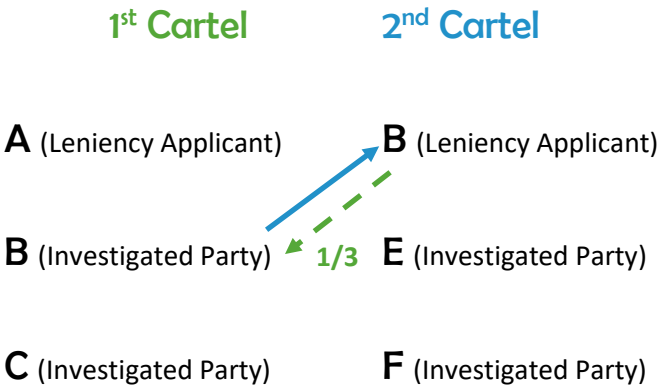 1st Cartel 2nd Cartel
A (Leniency Applicant) B (Leniency Applicant)
B (Investigated Party) 1/3 E (Investigated Party)
C (Investigated Party) F (Investigated Party)